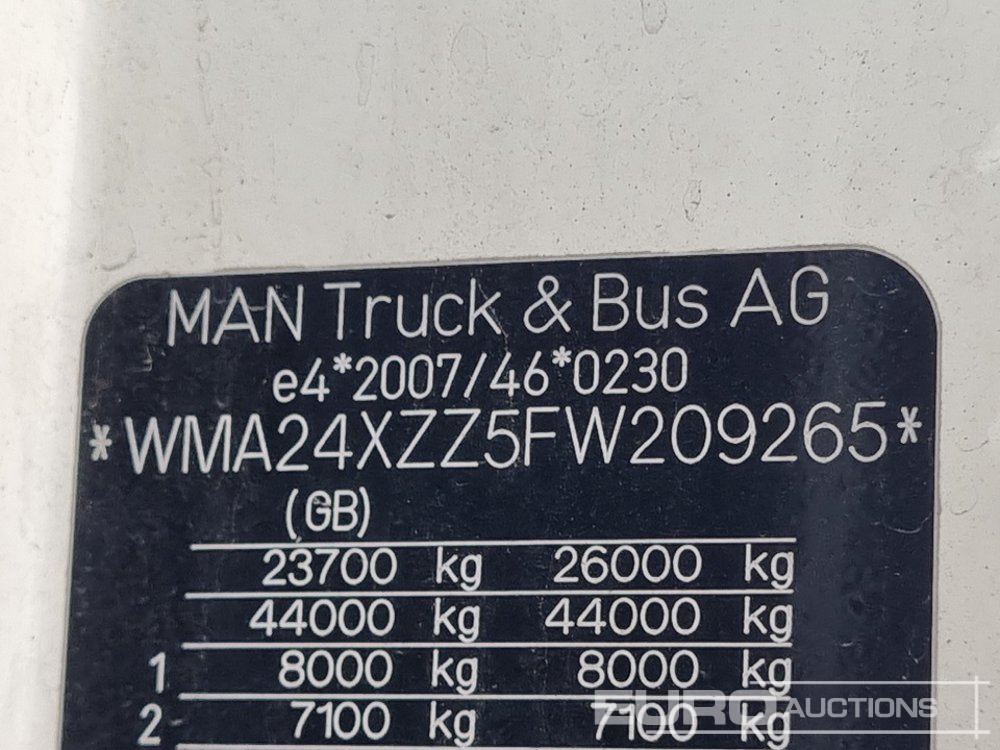 MAN Truck & Bus AG
e4*2007/46*0230
*WMA24XZZ5FW209265*
(GB)
23700 kg 26000 kg
44000 kg 44000 kg
1 8000 kg 8000 kg
2 7100 kg 7100 kg
EURO AUCTIONS